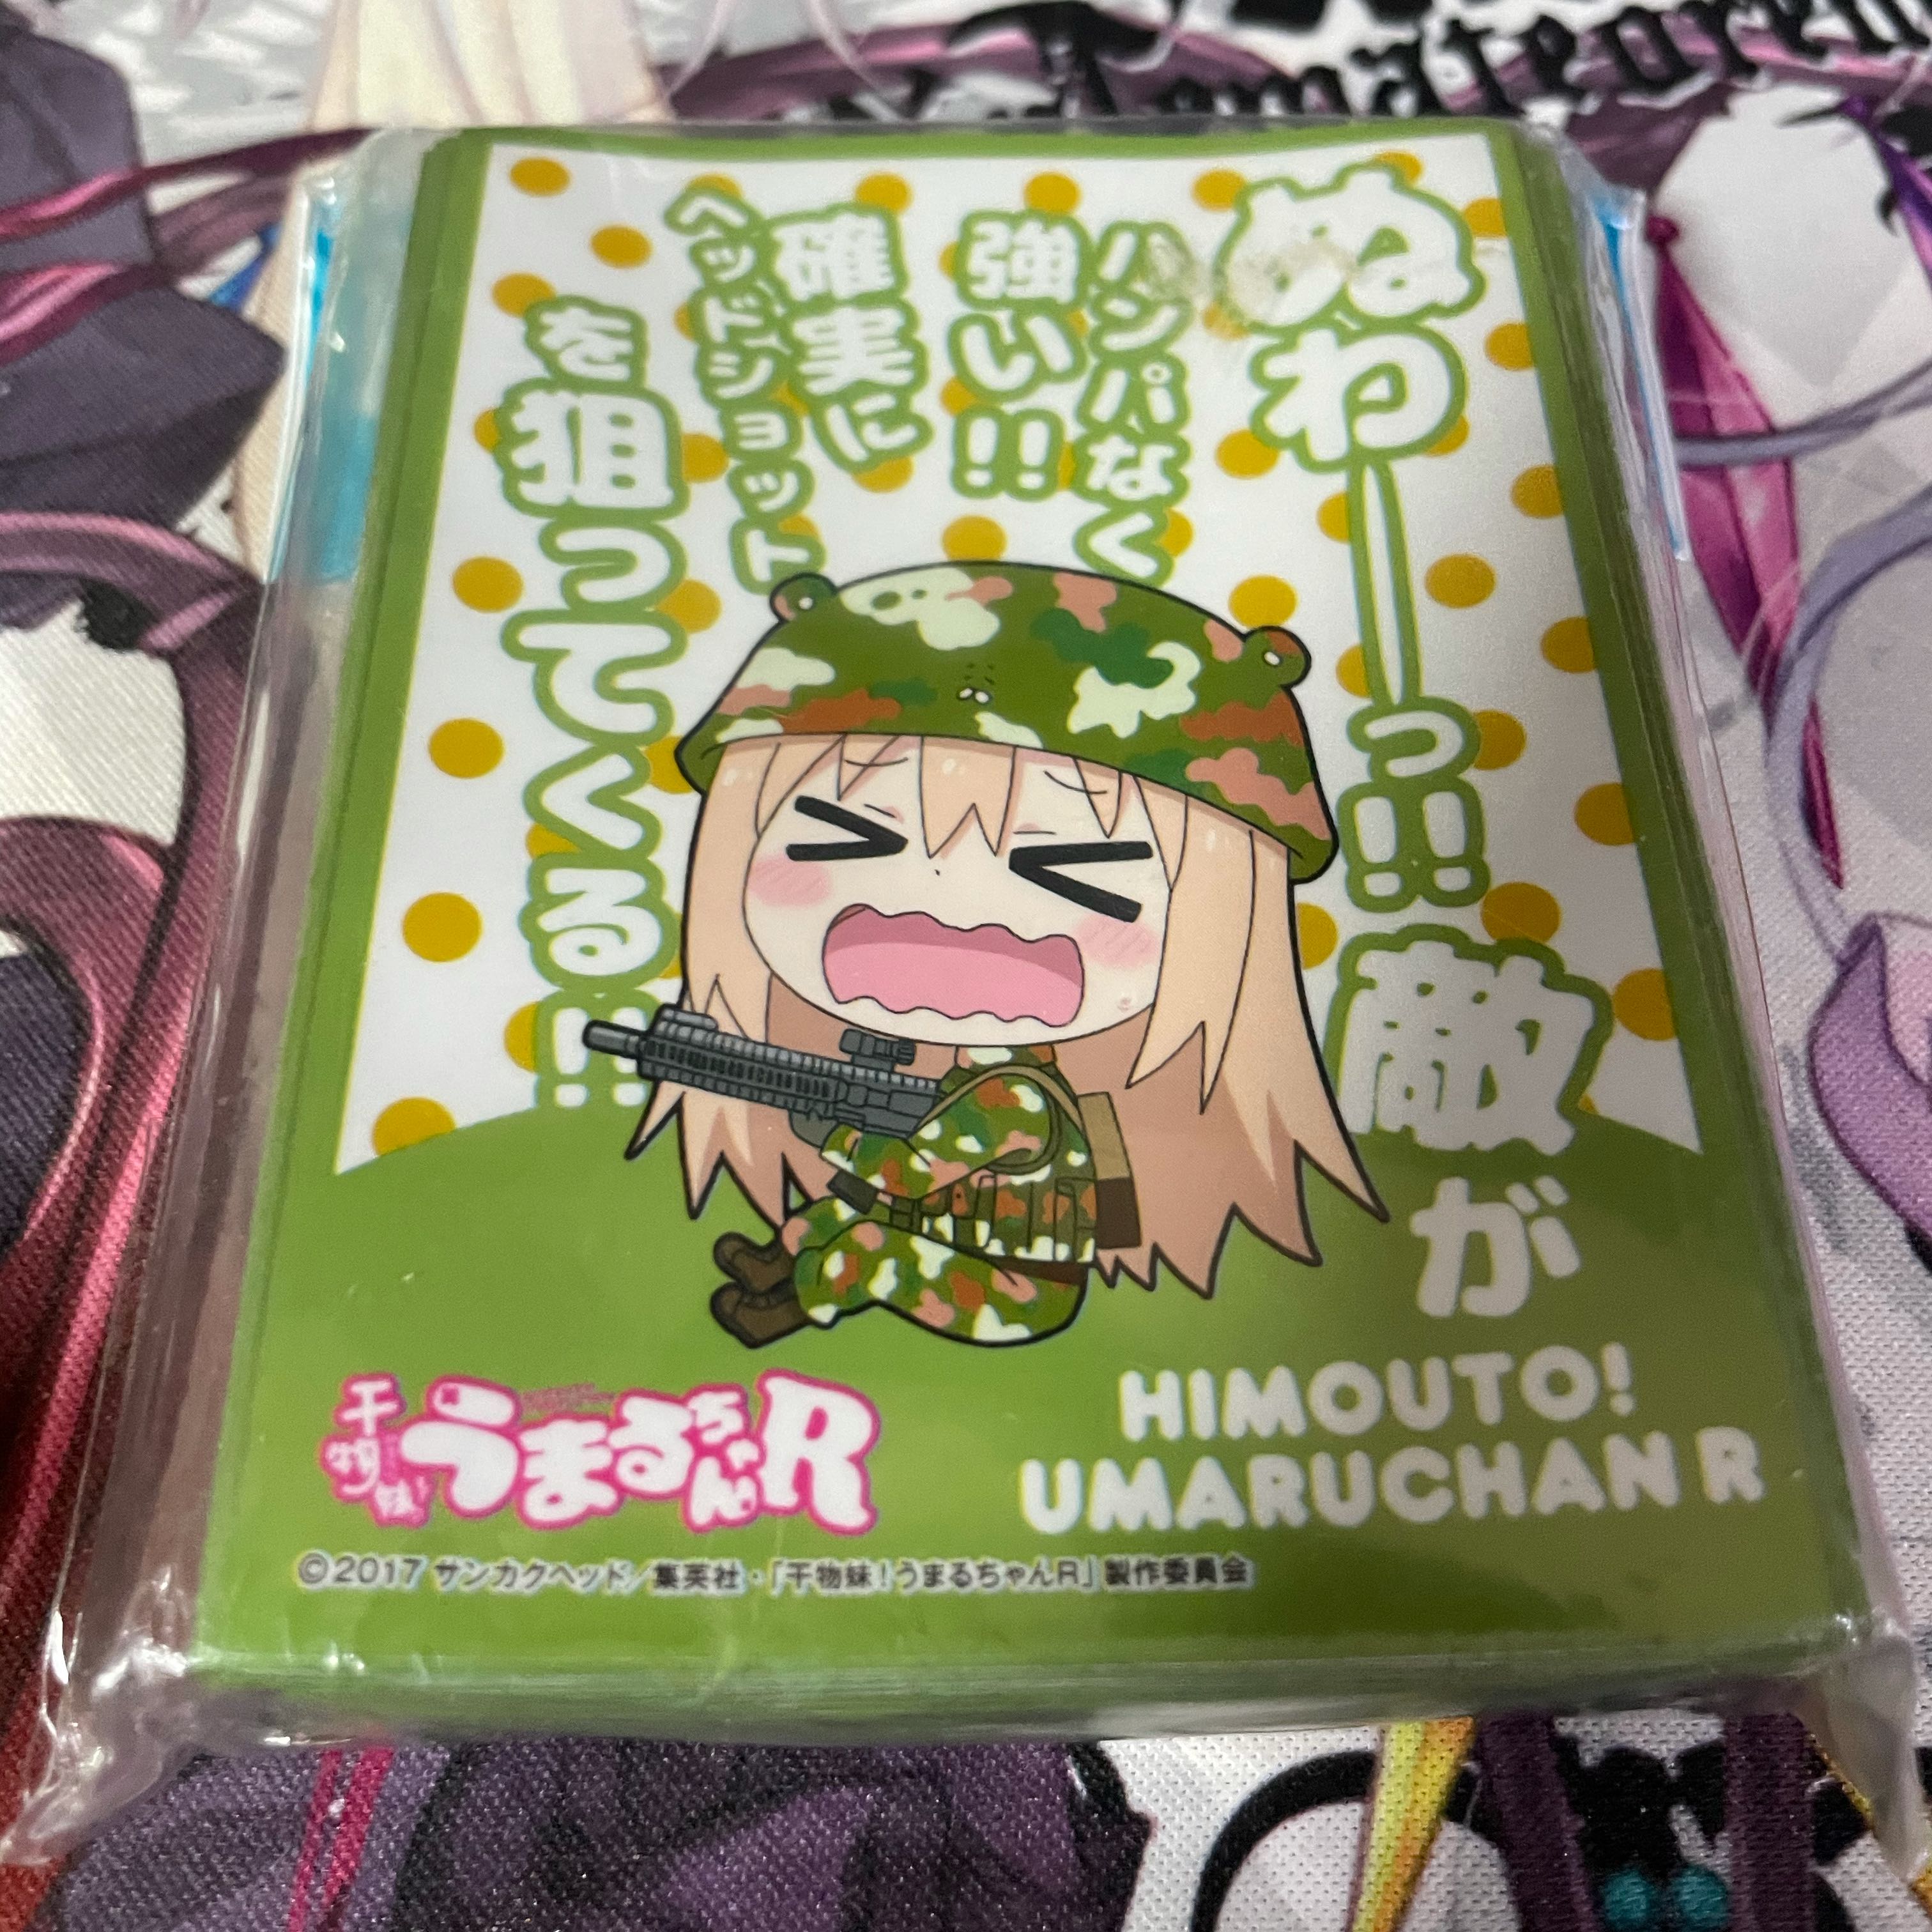 ぬわーーっ!!
敵が
ハンパなく
強い!!
確実に
ヘッドショット
を狙ってくる!!
干物妹!
うまるちゃんR
HIMOUTO!
UMARUCHAN R
©2017 サンカクヘッド／集英社・「干物妹！うまるちゃんR」製作委員会